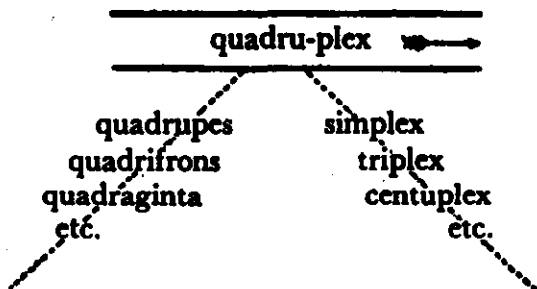 quadru-plex
quadrupes simplex
quadrifrons triplex
quadraginta centuplex
etc. etc.